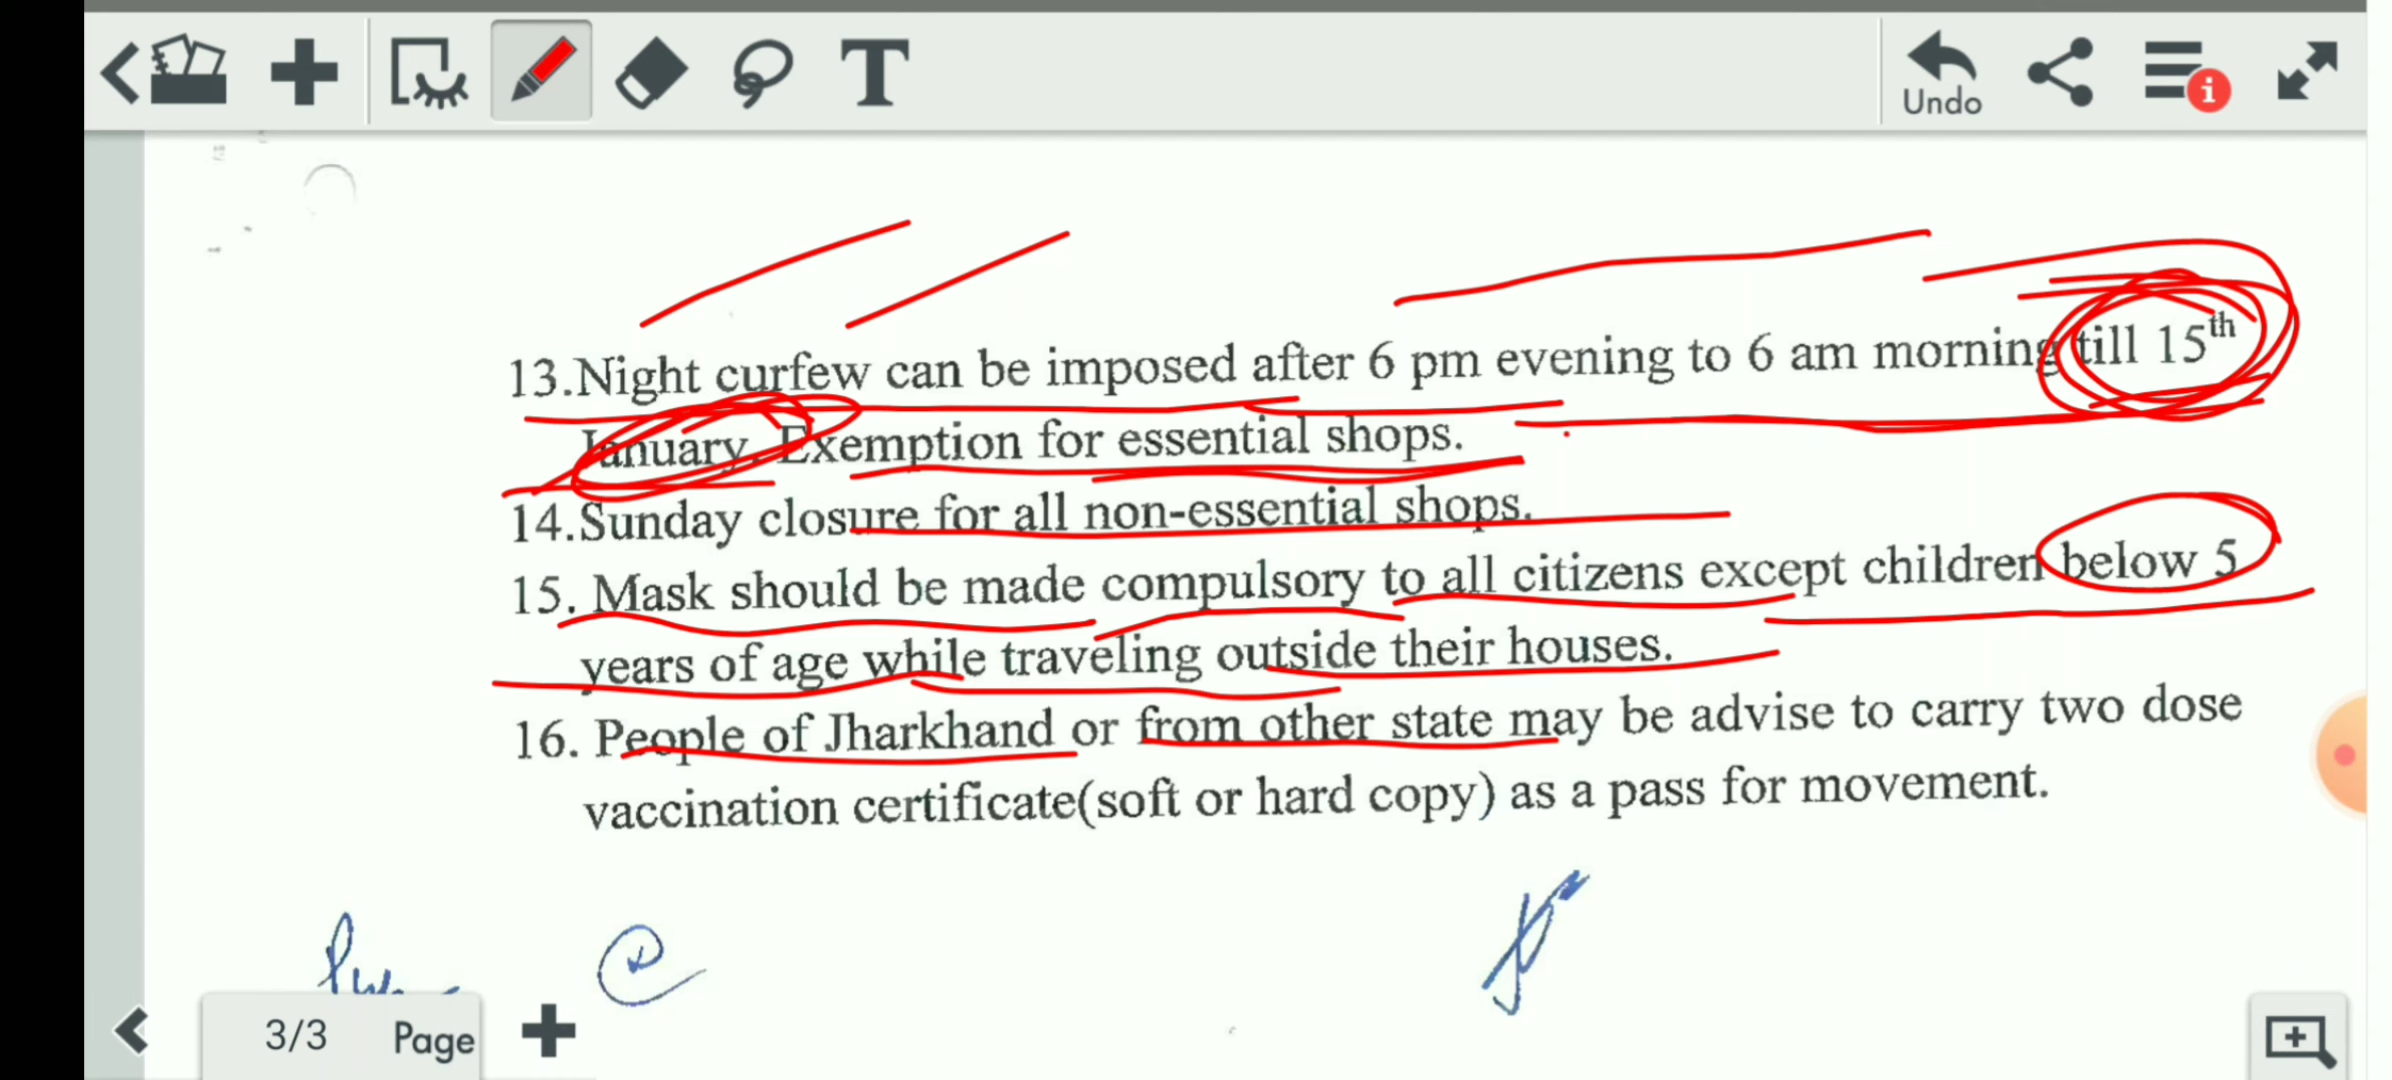 Undo
13.Night curfew can be imposed after 6 pm evening to 6 am morning till 15th
January. Exemption for essential shops.
14.Sunday closure for all non-essential shops.
15. Mask should be made compulsory to all citizens except children below 5
years of age while traveling outside their houses.
16. People of Jharkhand or from other state may be advise to carry two dose
vaccination certificate(soft or hard copy) as a pass for movement.
3/3 Page